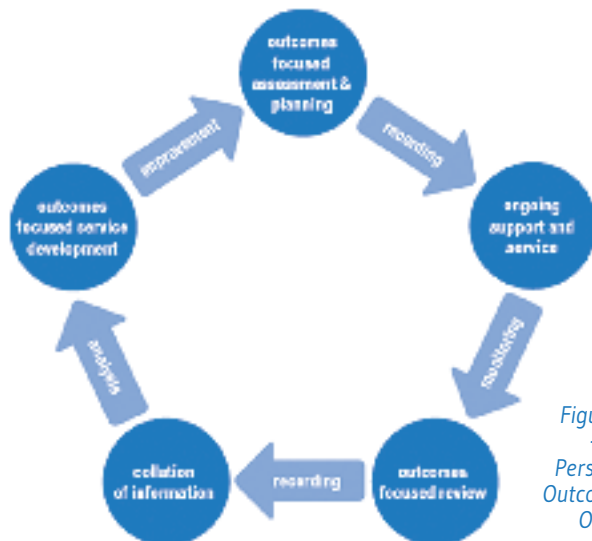 outcomes
focused
assessment &
planning
recording
ongoing
support and
service
monitoring
outcomes
focused review
recording
collation
of information
analysis
outcomes
focused service
development
improvement
Figu
Pers
Outco
O